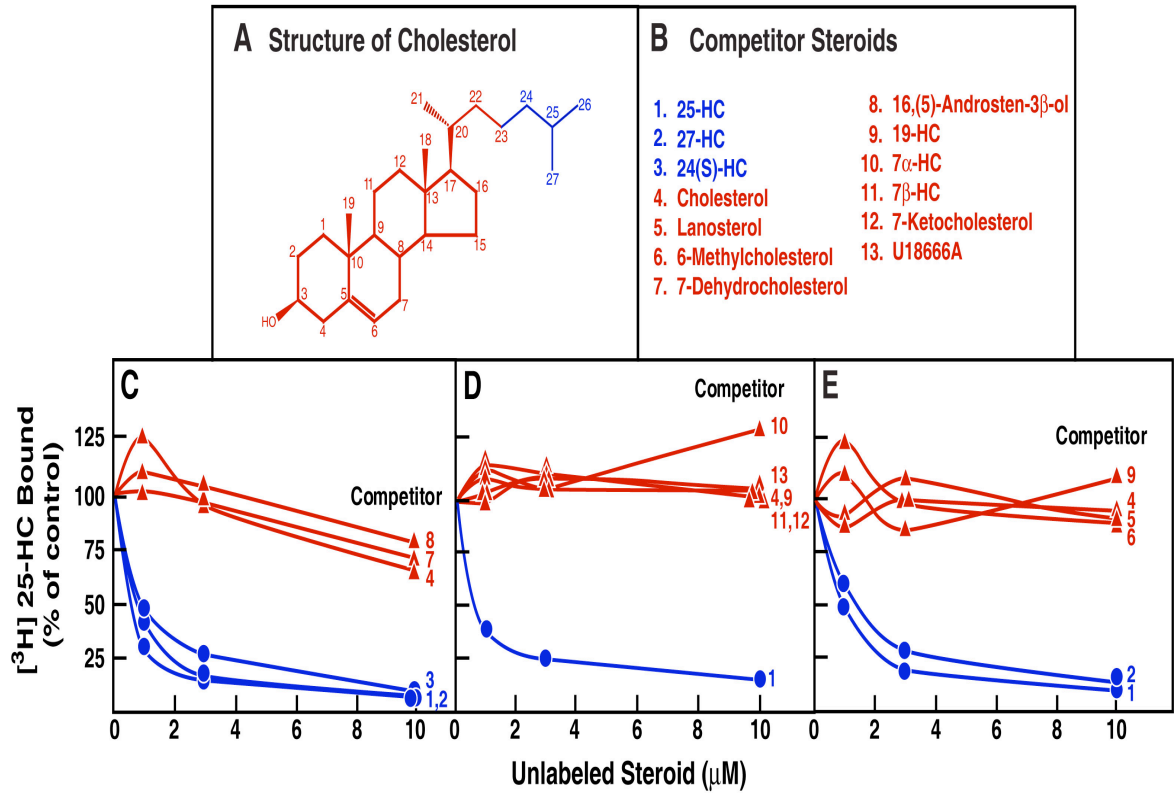 A Structure of Cholesterol
21
22
24
26
25
20
23
18
27
12
17
16
11
13
19
1
9
14
15
2
10
8
3
5
7
HO
4
6
B Competitor Steroids
1. 25-HC
2. 27-HC
3. 24(S)-HC
4. Cholesterol
5. Lanosterol
6. 6-Methylcholesterol
7. 7-Dehydrocholesterol
8. 16,(5)-Androsten-3β-ol
9. 19-HC
10. 7α-HC
11. 7β-HC
12. 7-Ketocholesterol
13. U18666A
[³H] 25-HC Bound
(% of control)
125
100
75
50
25
C
Competitor
8
7
4
3
1,2
0 2 4 6 8 10
D
Competitor
10
13
4,9
11,12
1
0 2 4 6 8 10
E
Competitor
9
4
5
6
2
1
0 2 4 6 8 10
Unlabeled Steroid (μM)